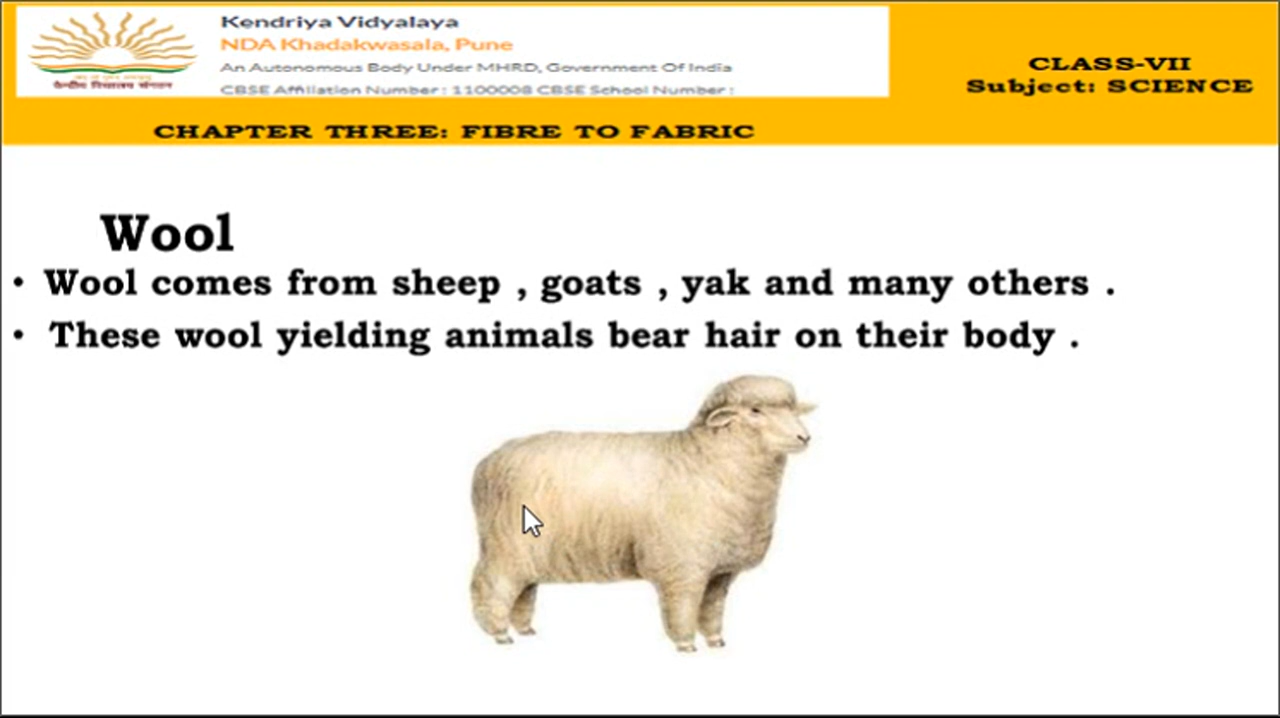 Kendriya Vidyalaya
NDA Khadakwasala, Pune
An Autonomous Body Under MHRD, Government Of India
CBSE Affiliation Number : 1100008 CBSE School Number :
केन्द्रीय विद्यालय संगठन
CLASS-VII
Subject: SCIENCE
CHAPTER THREE: FIBRE TO FABRIC
Wool
• Wool comes from sheep , goats , yak and many others .
• These wool yielding animals bear hair on their body .